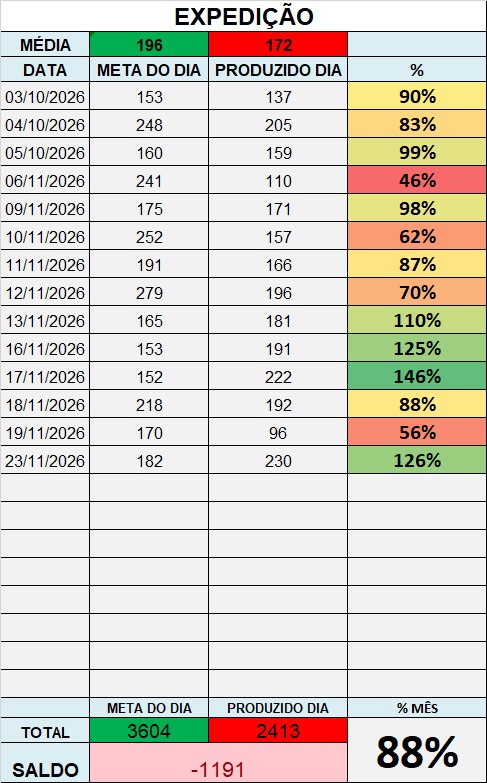 EXPEDIÇÃO
MÉDIA 196 172
DATA META DO DIA PRODUZIDO DIA %
03/10/2026 153 137 90%
04/10/2026 248 205 83%
05/10/2026 160 159 99%
06/11/2026 241 110 46%
09/11/2026 175 171 98%
10/11/2026 252 157 62%
11/11/2026 191 166 87%
12/11/2026 279 196 70%
13/11/2026 165 181 110%
16/11/2026 153 191 125%
17/11/2026 152 222 146%
18/11/2026 218 192 88%
19/11/2026 170 96 56%
23/11/2026 182 230 126%
META DO DIA PRODUZIDO DIA % MÊS
TOTAL 3604 2413 88%
SALDO -1191